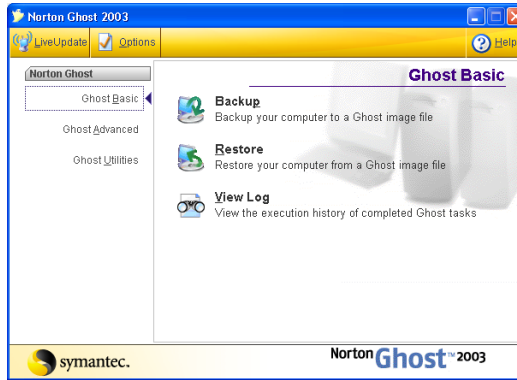 Norton Ghost 2003
LiveUpdate Options Help
Norton Ghost
Ghost Basic
Ghost Advanced
Ghost Utilities
Ghost Basic
Backup
Backup your computer to a Ghost image file
Restore
Restore your computer from a Ghost image file
View Log
View the execution history of completed Ghost tasks
symantec.
Norton Ghost™ 2003